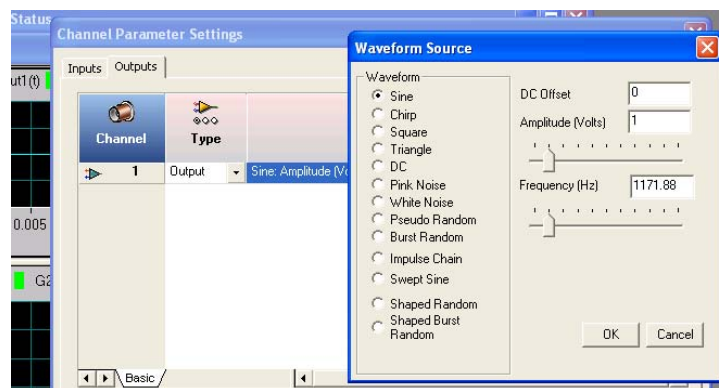 Status
Channel Parameter Settings
Inputs Outputs
Channel Type
1 Output Sine: Amplitude
0.005
G2
Basic
Waveform Source
Waveform
Sine
Chirp
Square
Triangle
DC
Pink Noise
White Noise
Pseudo Random
Burst Random
Impulse Chain
Swept Sine
Shaped Random
Shaped Burst
Random
DC Offset 0
Amplitude (Volts) 1
Frequency (Hz) 1171.88
OK Cancel